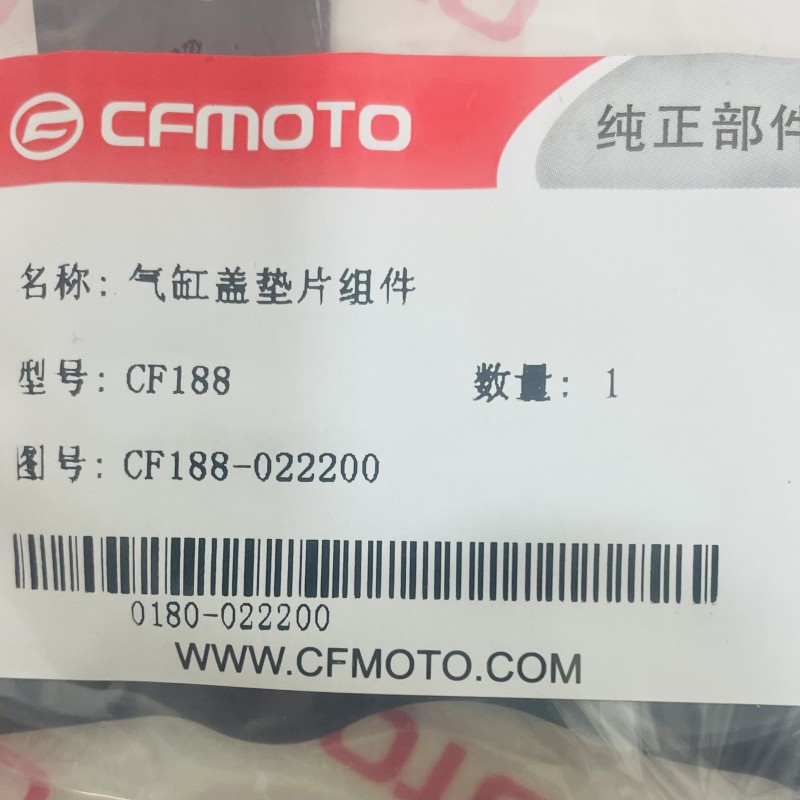 CFMOTO 纯正部件
名称: 气缸盖垫片组件
型号: CF188 数量: 1
图号: CF188-022200
0180-022200
WWW.CFMOTO.COM